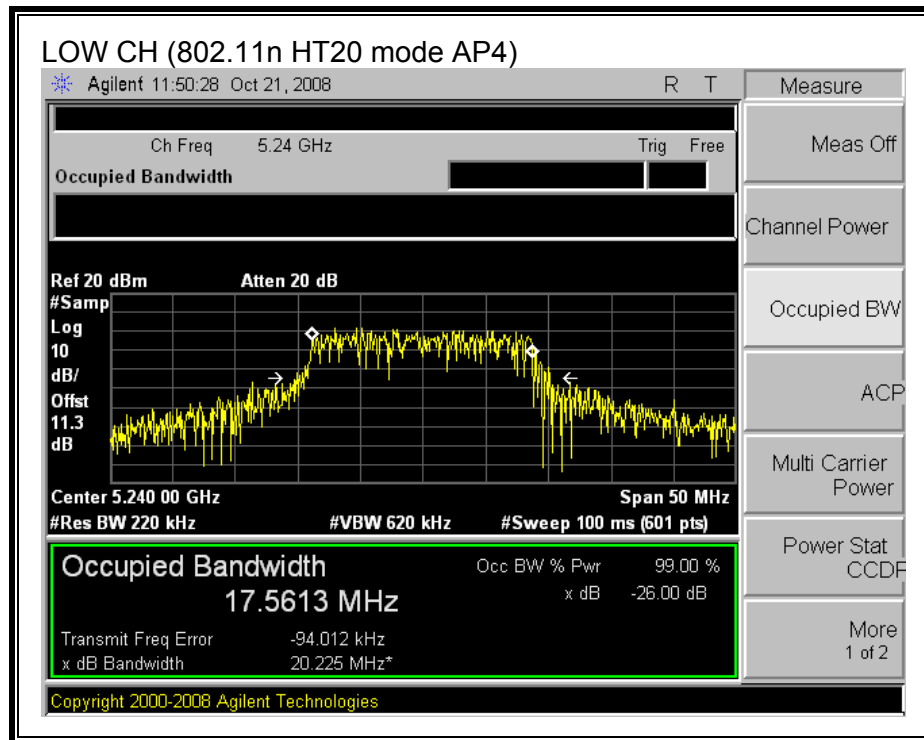 LOW CH (802.11n HT20 mode AP4)
Agilent 11:50:28 Oct 21, 2008 R T
Measure
Ch Freq 5.24 GHz Trig Free
Occupied Bandwidth
Meas Off
Channel Power
Occupied BW
ACP
Multi Carrier
Power
Power Stat
CCDF
More
1 of 2
Ref 20 dBm Atten 20 dB
#Samp
Log
10
dB/
Offst
11.3
dB
Center 5.240 00 GHz Span 50 MHz
#Res BW 220 kHz #VBW 620 kHz #Sweep 100 ms (601 pts)
Occupied Bandwidth
17.5613 MHz
Occ BW % Pwr 99.00 %
x dB -26.00 dB
Transmit Freq Error -94.012 kHz
x dB Bandwidth 20.225 MHz*
Copyright 2000-2008 Agilent Technologies